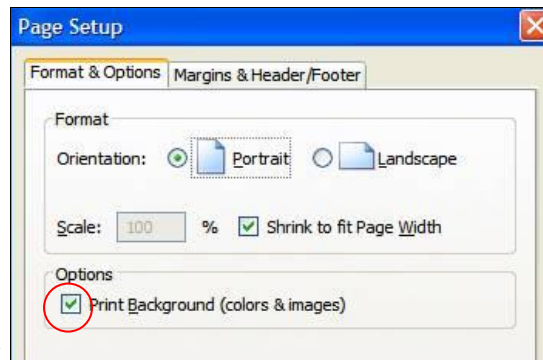 Page Setup
Format & Options Margins & Header/Footer
Format
Orientation: Portrait Landscape
Scale: 100 % Shrink to fit Page Width
Options
Print Background (colors & images)